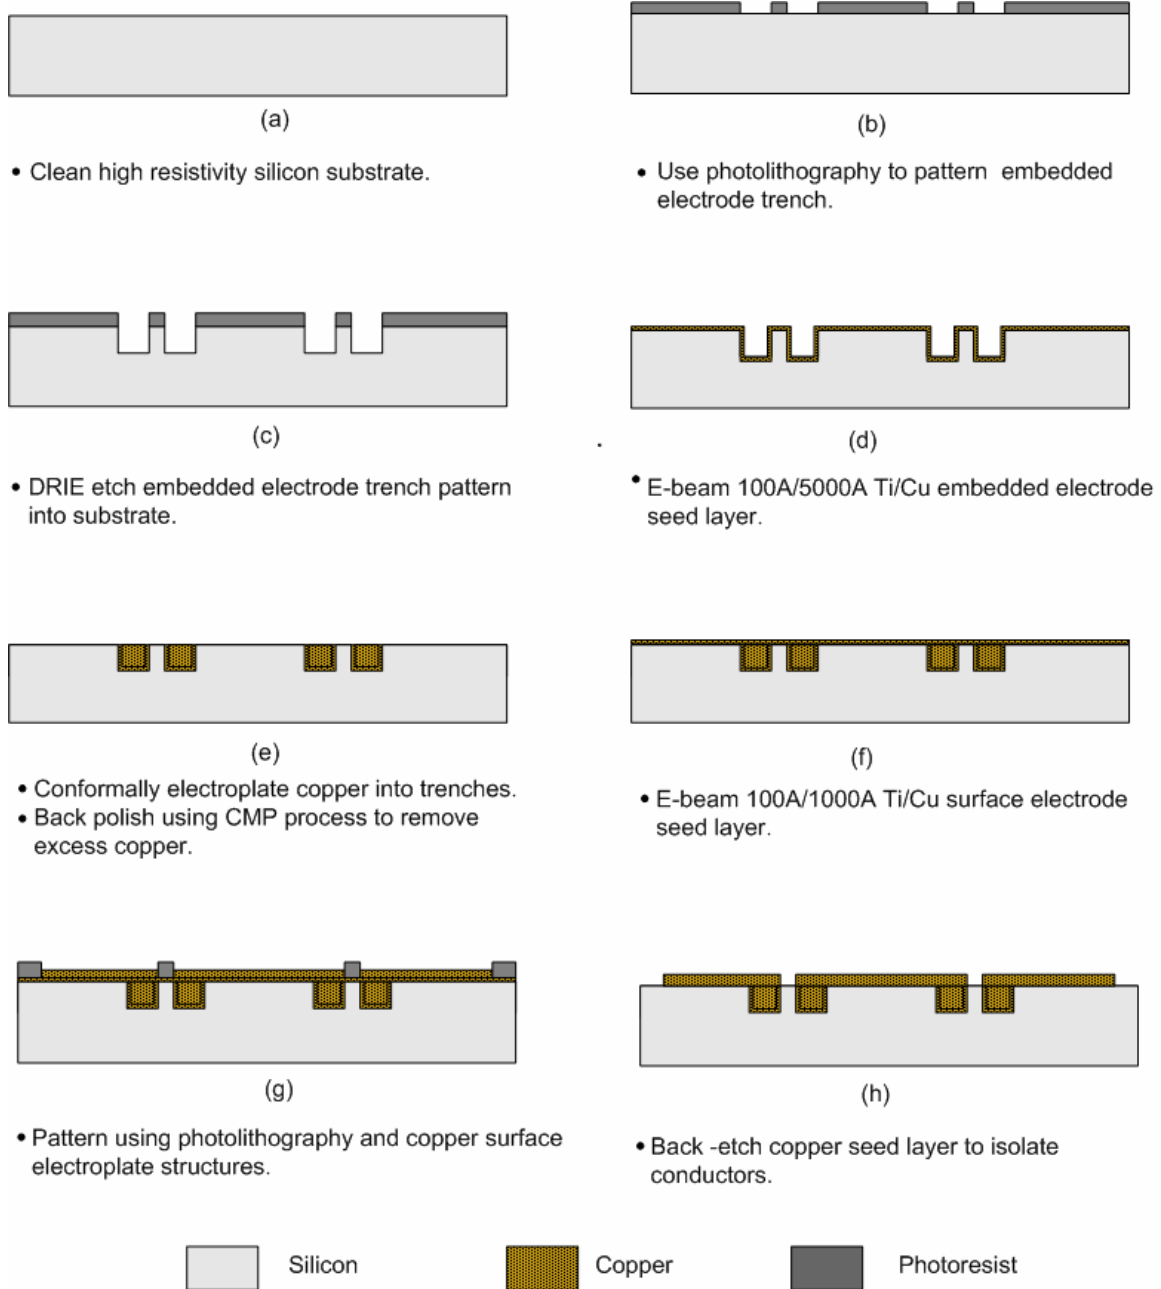 (a)
• Clean high resistivity silicon substrate.
(b)
• Use photolithography to pattern embedded
electrode trench.
(c)
• DRIE etch embedded electrode trench pattern
into substrate.
(d)
• E-beam 100A/5000A Ti/Cu embedded electrode
seed layer.
(e)
• Conformally electroplate copper into trenches.
• Back polish using CMP process to remove
excess copper.
(f)
• E-beam 100A/1000A Ti/Cu surface electrode
seed layer.
(g)
• Pattern using photolithography and copper surface
electroplate structures.
(h)
• Back -etch copper seed layer to isolate
conductors.
Silicon
Copper
Photoresist